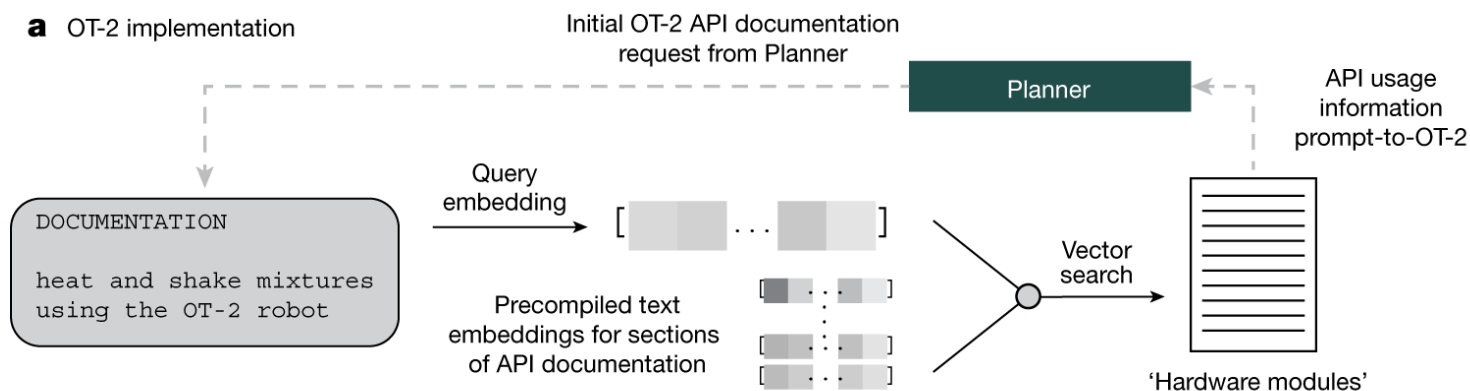 a OT-2 implementation
Initial OT-2 API documentation
request from Planner
Planner
API usage
information
prompt-to-OT-2
DOCUMENTATION
heat and shake mixtures
using the OT-2 robot
Query
embedding
[ ... ]
Precompiled text
embeddings for sections
of API documentation
[ ... ]
[ ... ]
[ ... ]
Vector
search
'Hardware modules'